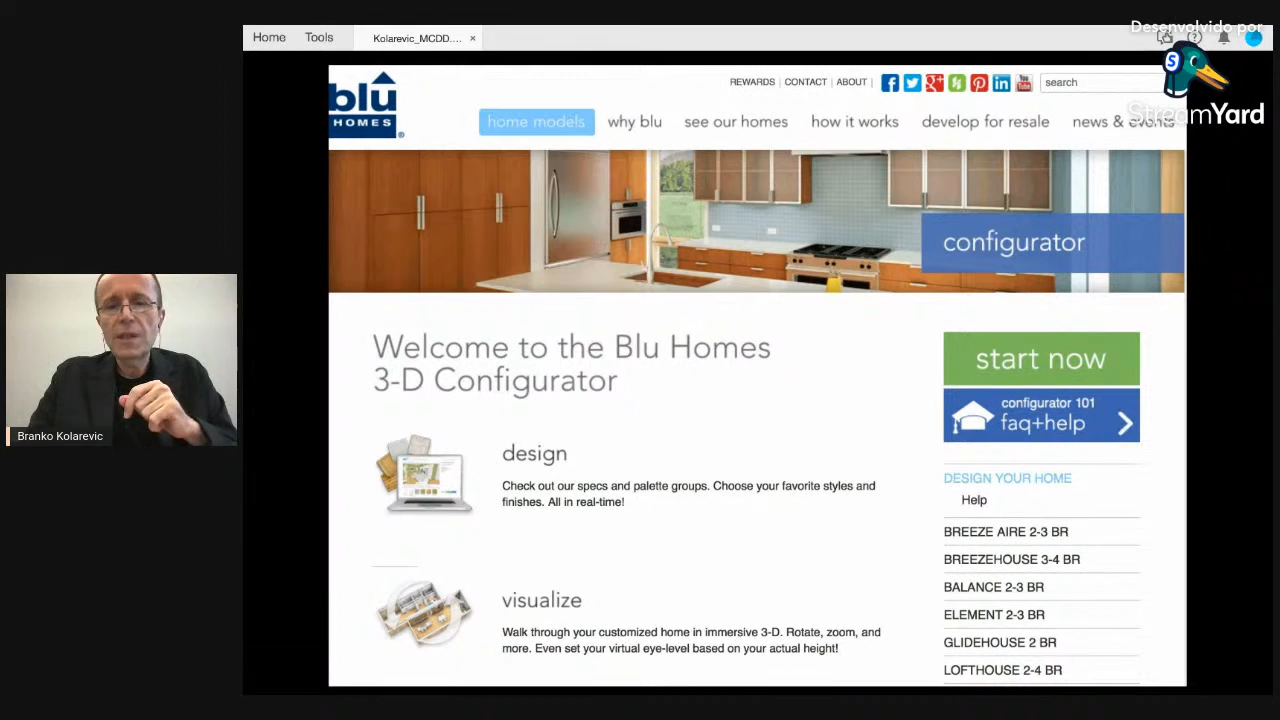 Desenvolvido por
StreamYard
Home Tools Kolarevic_MCDD.... ×
blu
HOMES
REWARDS | CONTACT | ABOUT |
search
home models why blu see our homes how it works develop for resale news & events
configurator
Welcome to the Blu Homes
3-D Configurator
start now
configurator 101
faq+help
design
Check out our specs and palette groups. Choose your favorite styles and
finishes. All in real-time!
DESIGN YOUR HOME
Help
BREEZE AIRE 2-3 BR
BREEZEHOUSE 3-4 BR
BALANCE 2-3 BR
ELEMENT 2-3 BR
GLIDEHOUSE 2 BR
LOFTHOUSE 2-4 BR
visualize
Walk through your customized home in immersive 3-D. Rotate, zoom, and
more. Even set your virtual eye-level based on your actual height!
Branko Kolarevic